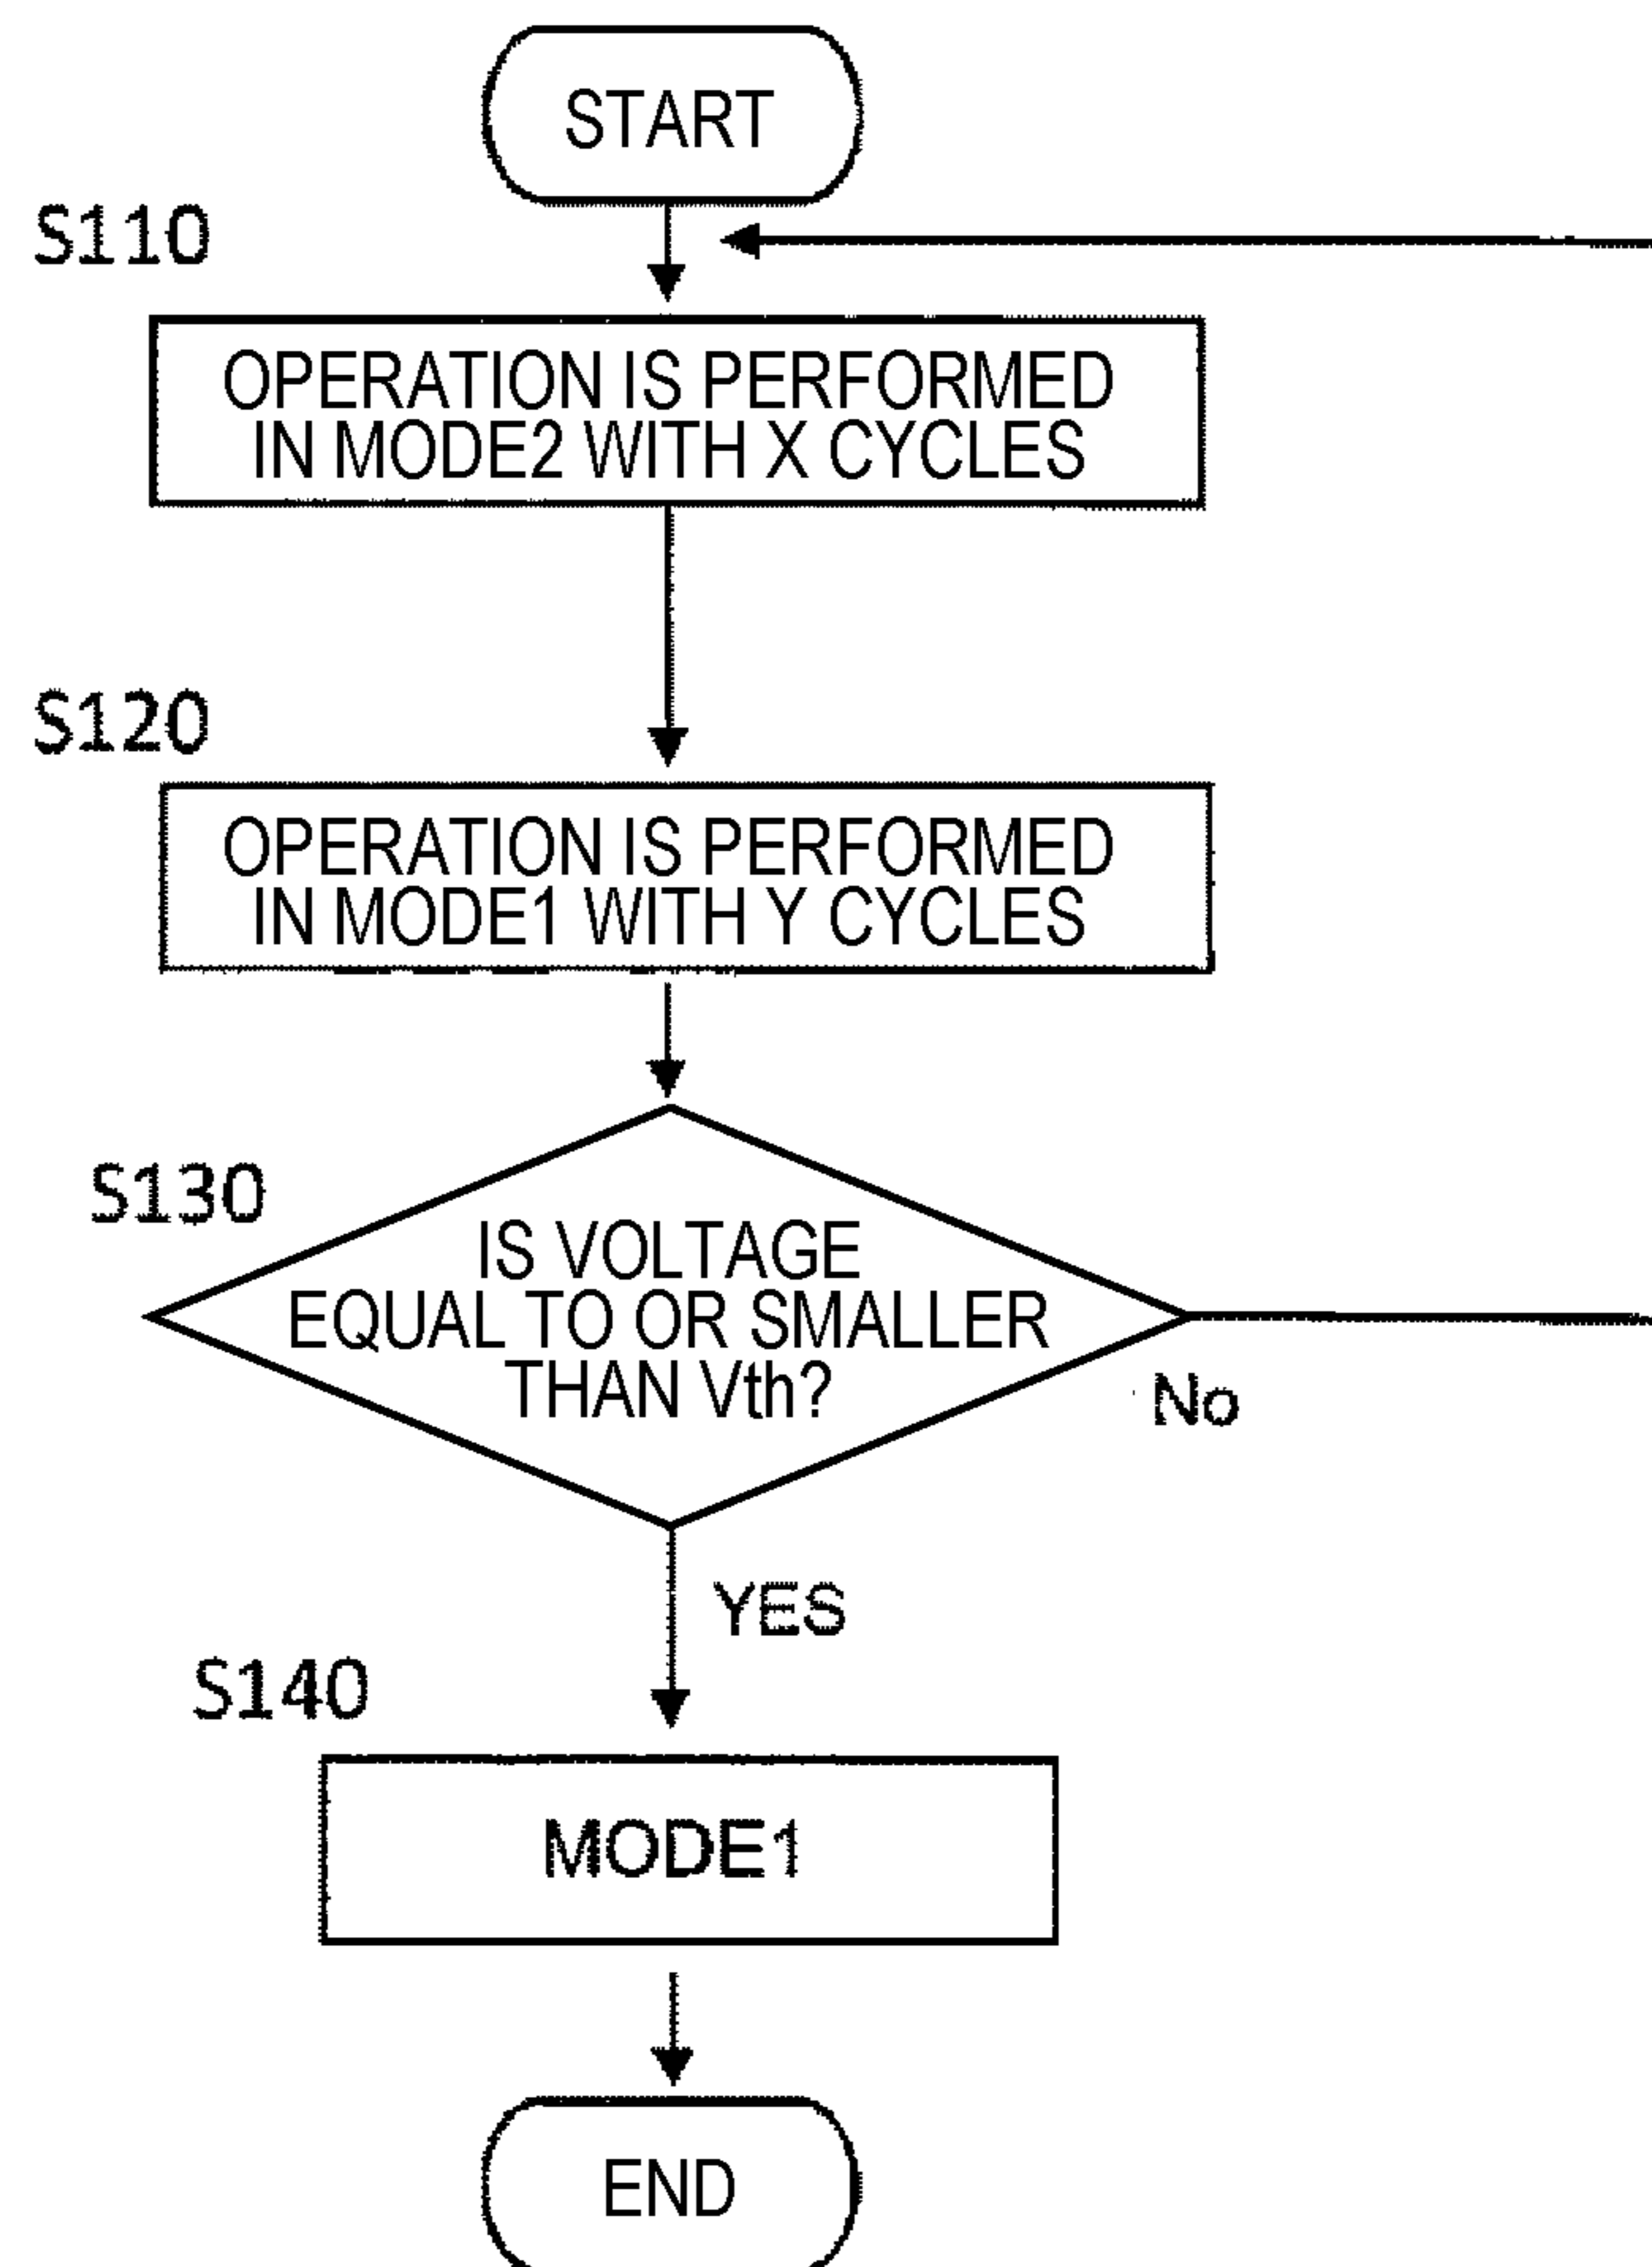 START
S110
OPERATION IS PERFORMED
IN MODE2 WITH X CYCLES
S120
OPERATION IS PERFORMED
IN MODE1 WITH Y CYCLES
S130
IS VOLTAGE
EQUAL TO OR SMALLER
THAN Vth?
No
YES
S140
MODE1
END